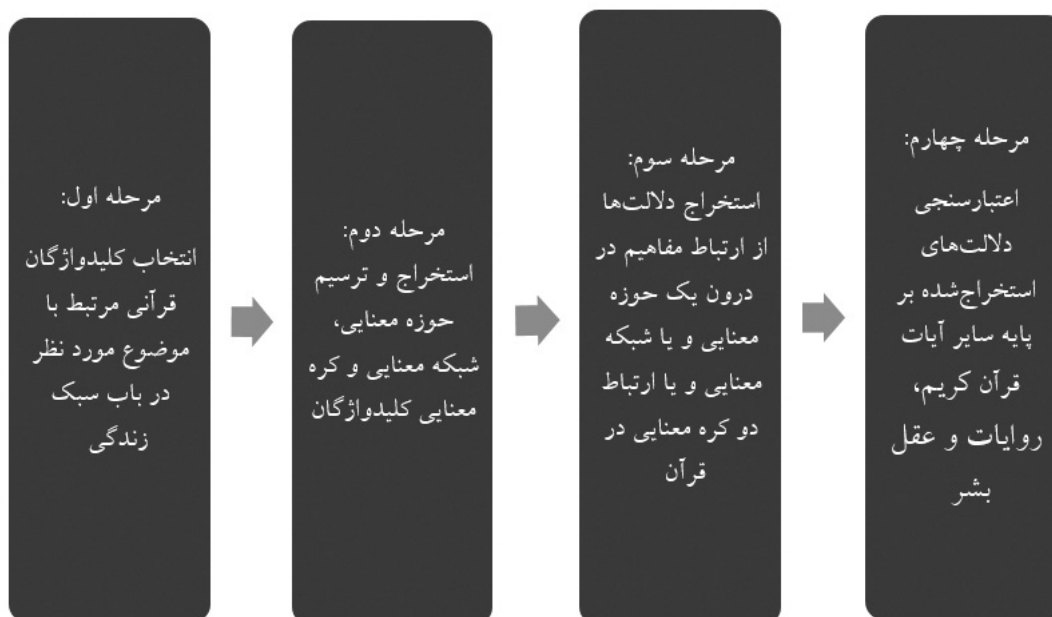 مرحله اول:
انتخاب کلیدواژگان
قرآنی مرتبط با
موضوع مورد نظر
در باب سبک
زندگی
مرحله دوم:
استخراج و ترسیم
حوزه معنایی،
شبکه معنایی و کره
معنایی کلیدواژگان
مرحله سوم:
استخراج دلالت‌ها
از ارتباط مفاهیم در
درون یک حوزه
معنایی و یا شبکه
معنایی و یا ارتباط
دو کره معنایی در
قرآن
مرحله چهارم:
اعتبارسنجی
دلالت‌های
استخراج‌شده بر
پایه سایر آیات
قرآن کریم،
روایات و عقل
بشر